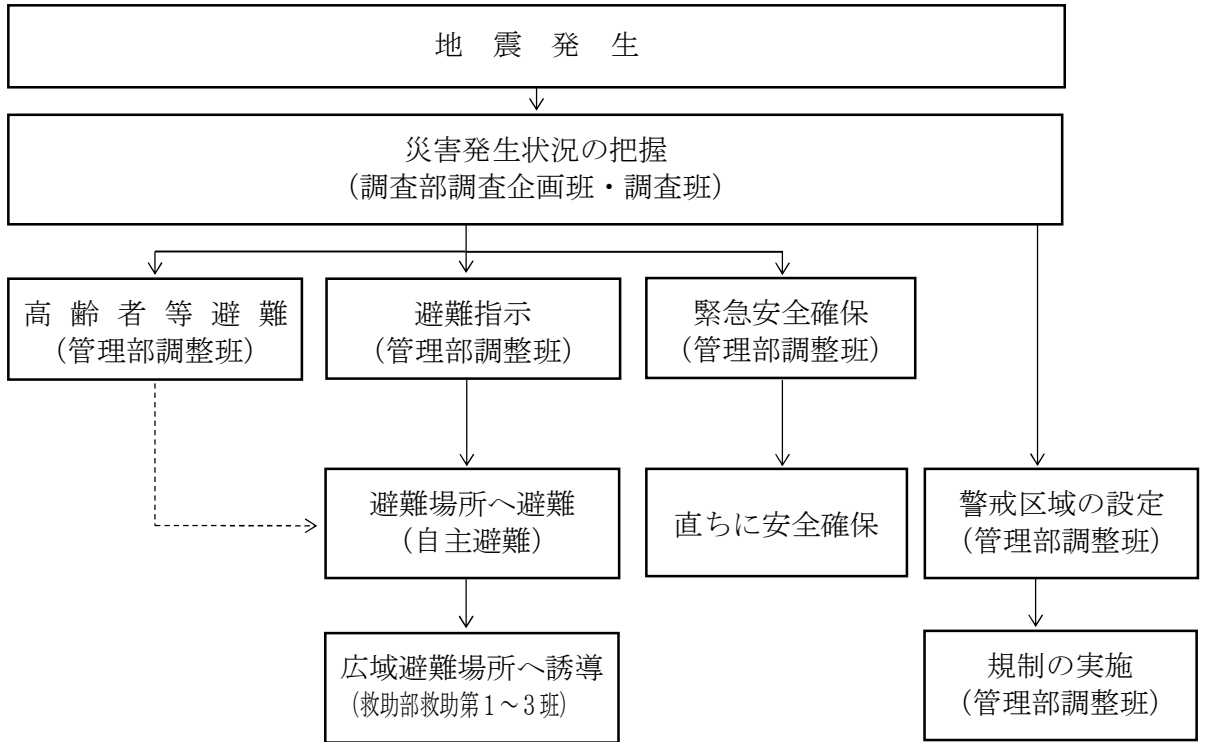 地震発生
災害発生状況の把握
（調査部調査企画班・調査班）
高齢者等避難
（管理部調整班）
避難指示
（管理部調整班）
緊急安全確保
（管理部調整班）
避難場所へ避難
（自主避難）
直ちに安全確保
警戒区域の設定
（管理部調整班）
広域避難場所へ誘導
（救助部救助第１～３班）
規制の実施
（管理部調整班）